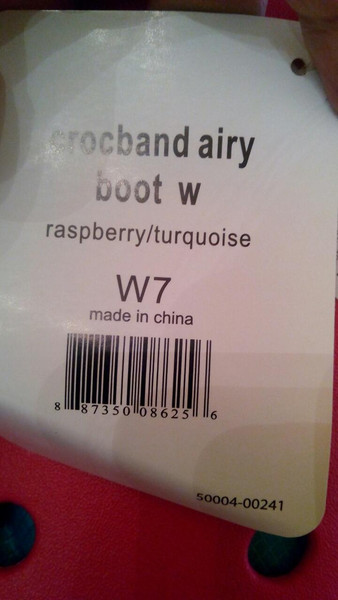 crocband airy
boot w
raspberry/turquoise
W7
made in china
8 87350 08625 6
50004-00241